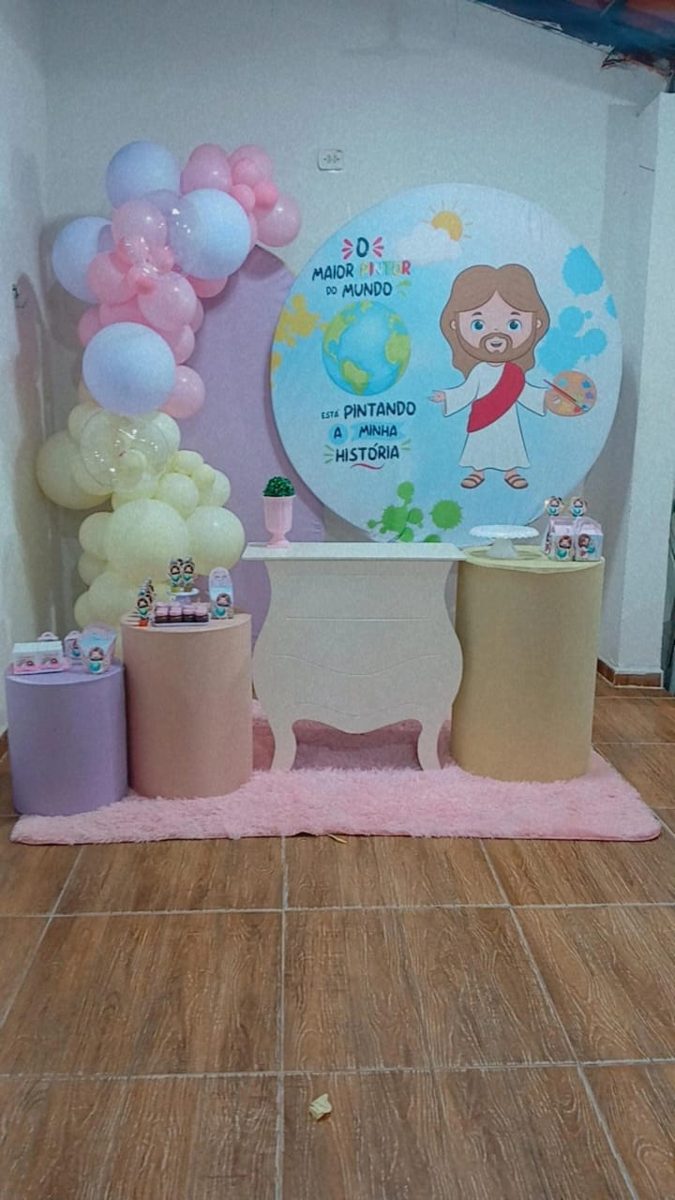 O
MAIOR PINTOR
DO MUNDO
ESTÁ PINTANDO
A MINHA
HISTÓRIA